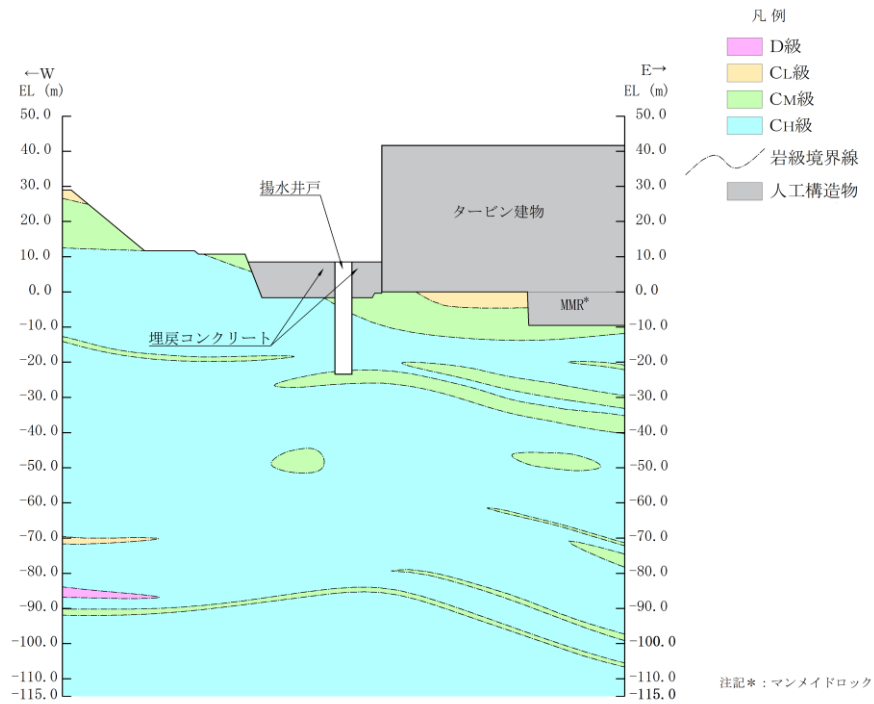 凡 例
D級
CL級
CM級
CH級
岩級境界線
人工構造物
←W
EL (m)
E→
EL (m)
50.0
40.0
30.0
20.0
10.0
0.0
-10.0
-20.0
-30.0
-40.0
-50.0
-60.0
-70.0
-80.0
-90.0
-100.0
-110.0
-115.0
揚水井戸
タービン建物
MMR*
埋戻コンクリート
50.0
40.0
30.0
20.0
10.0
0.0
-10.0
-20.0
-30.0
-40.0
-50.0
-60.0
-70.0
-80.0
-90.0
-100.0
-110.0
-115.0
注記*:マンメイドロック